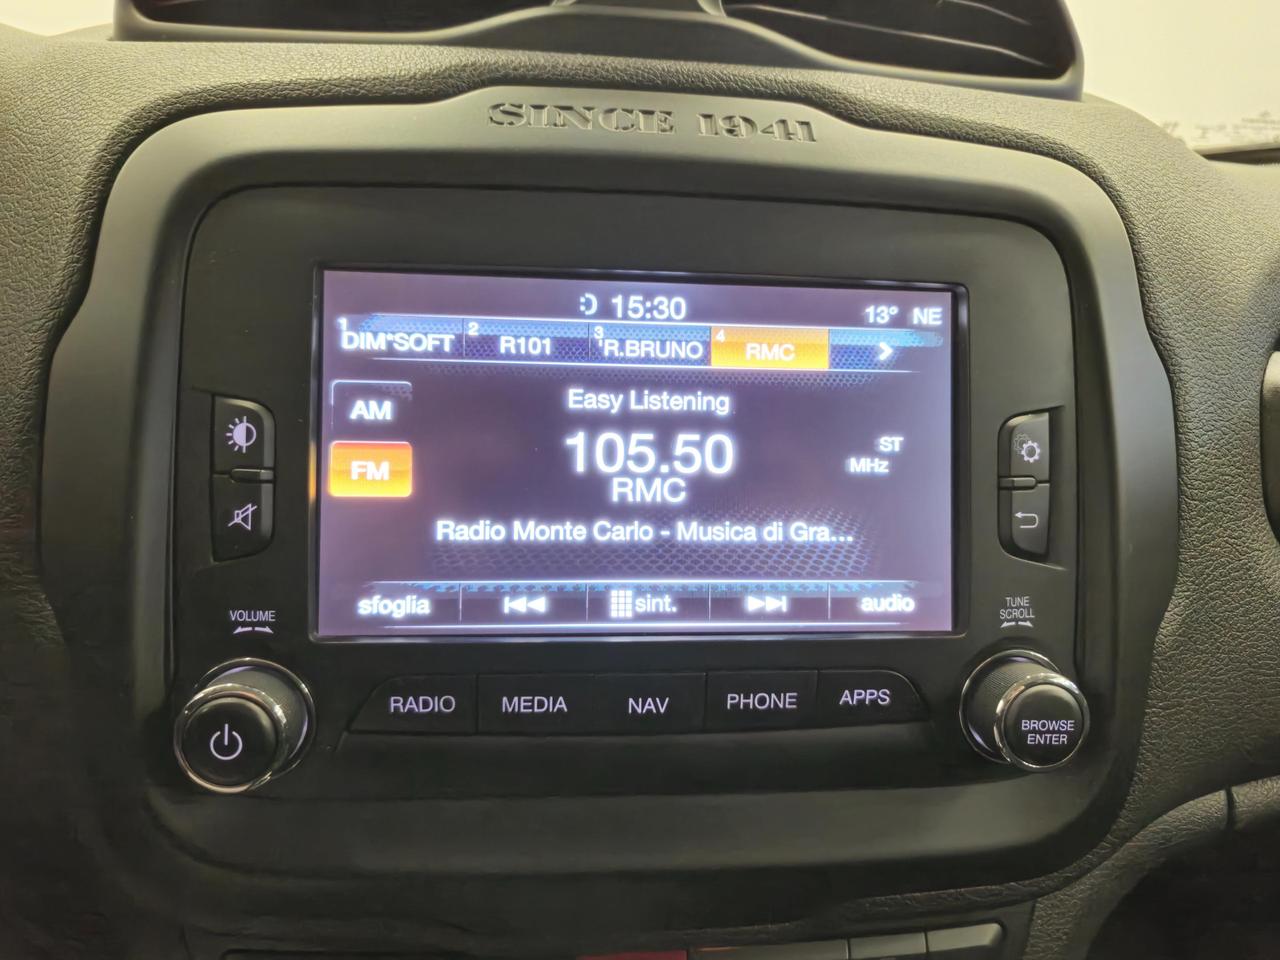 SINCE 1941
15:30 13° NE
1 DIM*SOFT 2 R101 3 'R.BRUNO 4 RMC
AM
Easy Listening
FM
105.50 ST
MHz
RMC
Radio Monte Carlo - Musica di Gra...
sfoglia sint. audio
VOLUME
TUNE
SCROLL
RADIO MEDIA NAV PHONE APPS
BROWSE
ENTER